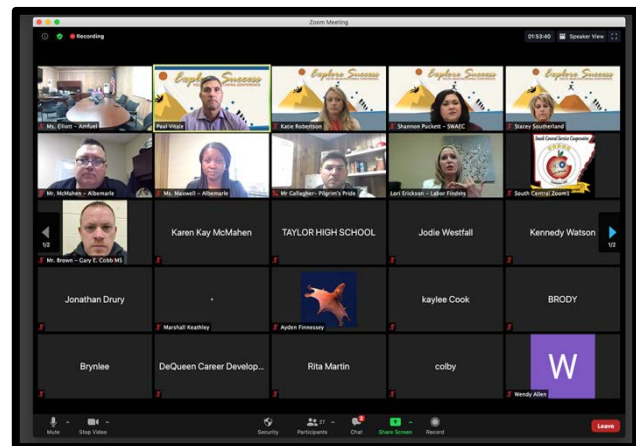 Zoom Meeting
Recording
01:53:40
Speaker View
Explore Success
Explore Success
Explore Success
Explore Success
Ms. Elliott - Amfuel
Paul Vitale
Katie Robertson
Shannon Puckett - SWAEC
Stacey Southerland
South Central Service Cooperative
Mr. McMahen - Albemarle
Ms. Maxwell - Albemarle
Mr Gallagher- Pilgrim's Pride
Lori Erickson - Labor Finders
South Central Zoom1
1/2
Karen Kay McMahen
TAYLOR HIGH SCHOOL
Jodie Westfall
Kennedy Watson
1/2
Mr. Brown - Gary E. Cobb MS
Jonathan Drury
kaylee Cook
BRODY
Marshall Keathley
Ayden Finnessey
Brynlee
DeQueen Career Develop...
Rita Martin
colby
W
Wendy Allen
27
Mute
Stop Video
Security
Participants
Chat
Share Screen
Record
Leave